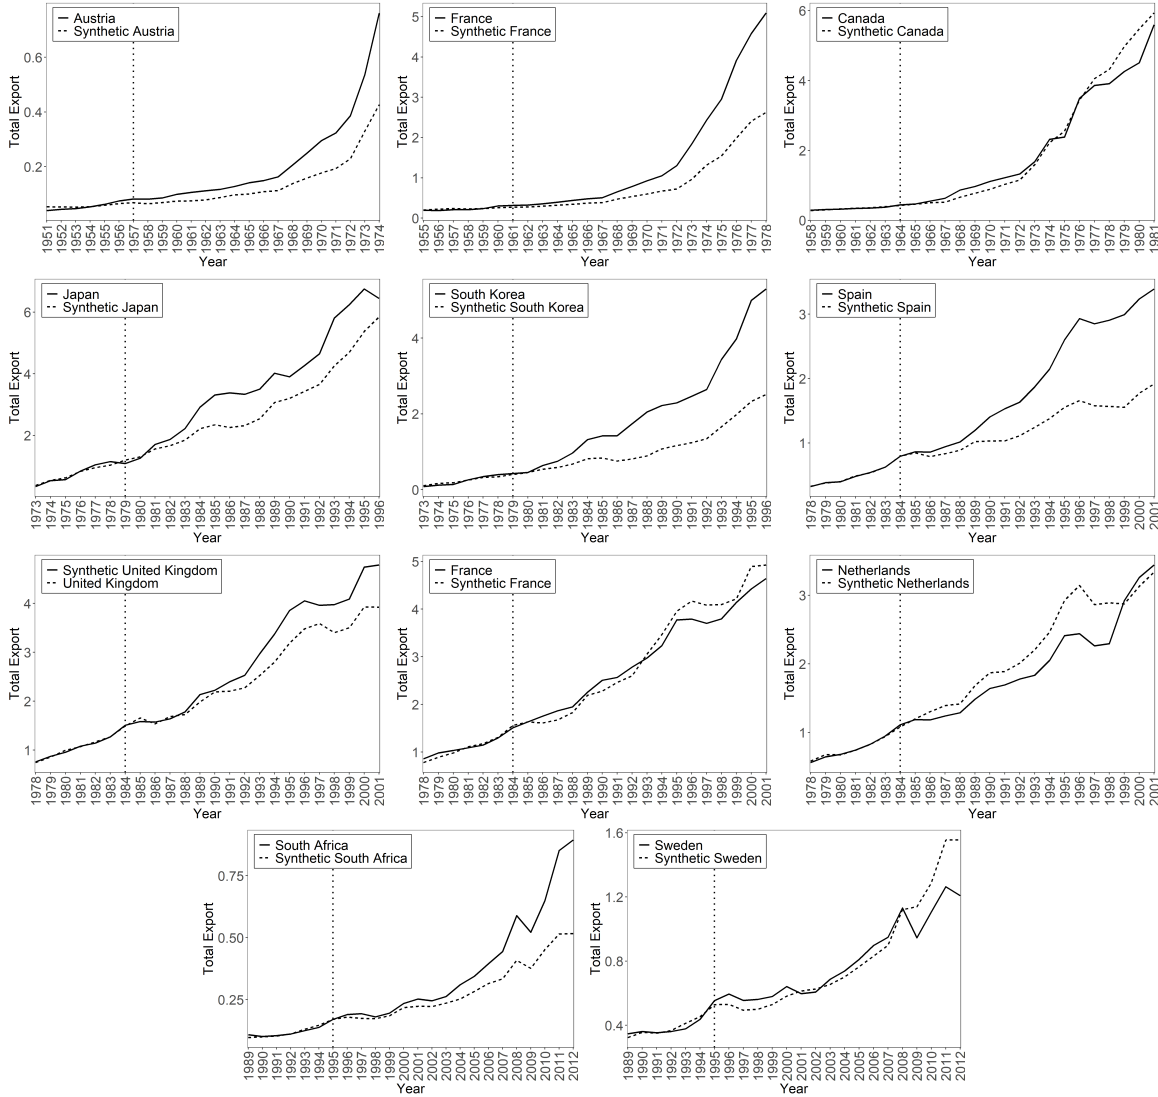 Austria
Synthetic Austria
Total Export
0.6
0.4
0.2
1951 1952 1953 1954 1955 1956 1957 1958 1959 1960 1961 1962 1963 1964 1965 1966 1967 1968 1969 1970 1971 1972 1973 1974
Year
France
Synthetic France
Total Export
5
4
3
2
1
0
1955 1956 1957 1958 1959 1960 1961 1962 1963 1964 1965 1966 1967 1968 1969 1970 1971 1972 1973 1974 1975 1976 1977 1978
Year
Canada
Synthetic Canada
Total Export
6
4
2
0
1958 1959 1960 1961 1962 1963 1964 1965 1966 1967 1968 1969 1970 1971 1972 1973 1974 1975 1976 1977 1978 1979 1980 1981
Year
Japan
Synthetic Japan
Total Export
6
4
2
1973 1974 1975 1976 1977 1978 1979 1980 1981 1982 1983 1984 1985 1986 1987 1988 1989 1990 1991 1992 1993 1994 1995 1996
Year
South Korea
Synthetic South Korea
Total Export
4
2
0
1973 1974 1975 1976 1977 1978 1979 1980 1981 1982 1983 1984 1985 1986 1987 1988 1989 1990 1991 1992 1993 1994 1995 1996
Year
Spain
Synthetic Spain
Total Export
3
2
1
1978 1979 1980 1981 1982 1983 1984 1985 1986 1987 1988 1989 1990 1991 1992 1993 1994 1995 1996 1997 1998 1999 2000 2001
Year
Synthetic United Kingdom
United Kingdom
Total Export
4
3
2
1
1978 1979 1980 1981 1982 1983 1984 1985 1986 1987 1988 1989 1990 1991 1992 1993 1994 1995 1996 1997 1998 1999 2000 2001
Year
France
Synthetic France
Total Export
5
4
3
2
1
1978 1979 1980 1981 1982 1983 1984 1985 1986 1987 1988 1989 1990 1991 1992 1993 1994 1995 1996 1997 1998 1999 2000 2001
Year
Netherlands
Synthetic Netherlands
Total Export
3
2
1
1978 1979 1980 1981 1982 1983 1984 1985 1986 1987 1988 1989 1990 1991 1992 1993 1994 1995 1996 1997 1998 1999 2000 2001
Year
South Africa
Synthetic South Africa
Total Export
0.75
0.50
0.25
1989 1990 1991 1992 1993 1994 1995 1996 1997 1998 1999 2000 2001 2002 2003 2004 2005 2006 2007 2008 2009 2010 2011 2012
Year
Sweden
Synthetic Sweden
Total Export
1.6
1.2
0.8
0.4
1989 1990 1991 1992 1993 1994 1995 1996 1997 1998 1999 2000 2001 2002 2003 2004 2005 2006 2007 2008 2009 2010 2011 2012
Year